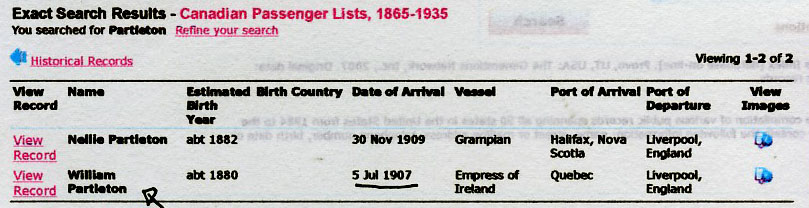 Exact Search Results - Canadian Passenger Lists, 1865-1935
You searched for Partleton Refine your search
Historical Records
Viewing 1-2 of 2
View Record Name Estimated Birth Year Birth Country Date of Arrival Vessel Port of Arrival Port of Departure View Images
View Record Nellie Partleton abt 1882 30 Nov 1909 Grampian Halifax, Nova Scotia Liverpool, England
View Record William Partleton abt 1880 5 Jul 1907 Empress of Ireland Quebec Liverpool, England